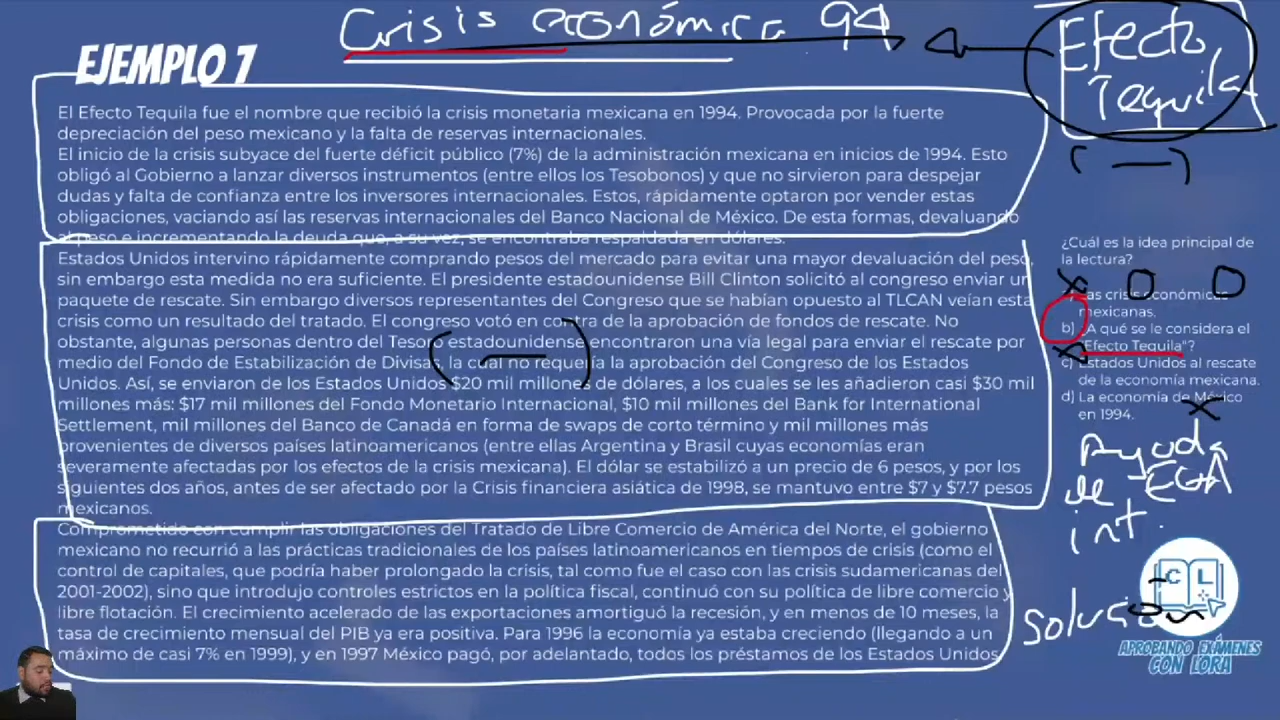 Crisis económica 94
Efecto
Tequila
EJEMPLO 7
El Efecto Tequila fue el nombre que recibió la crisis monetaria mexicana en 1994. Provocada por la fuerte
depreciación del peso mexicano y la falta de reservas internacionales.
El inicio de la crisis subyace del fuerte déficit público (7%) de la administración mexicana en inicios de 1994. Esto
obligó al Gobierno a lanzar diversos instrumentos (entre ellos los Tesobonos) y que no sirvieron para despejar
dudas y falta de confianza entre los inversores internacionales. Estos, rápidamente optaron por vender estas
obligaciones, vaciando así las reservas internacionales del Banco Nacional de México. De esta formas, devaluando
al peso e incrementando la deuda que, a su vez, se encontraba respaldada en dólares.
Estados Unidos intervino rápidamente comprando pesos del mercado para evitar una mayor devaluación del peso,
sin embargo esta medida no era suficiente. El presidente estadounidense Bill Clinton solicitó al congreso enviar un
paquete de rescate. Sin embargo diversos representantes del Congreso que se habían opuesto al TLCAN veían esta
crisis como un resultado del tratado. El congreso votó en contra de la aprobación de fondos de rescate. No
obstante, algunas personas dentro del Tesoro estadounidense encontraron una vía legal para enviar el rescate por
medio del Fondo de Estabilización de Divisas, la cual no requería la aprobación del Congreso de los Estados
Unidos. Así, se enviaron de los Estados Unidos $20 mil millones de dólares, a los cuales se les añadieron casi $30 mil
millones más: $17 mil millones del Fondo Monetario Internacional, $10 mil millones del Bank for International
Settlement, mil millones del Banco de Canadá en forma de swaps de corto término y mil millones más
provenientes de diversos países latinoamericanos (entre ellas Argentina y Brasil cuyas economías eran
severamente afectadas por los efectos de la crisis mexicana). El dólar se estabilizó a un precio de 6 pesos, y por los
siguientes dos años, antes de ser afectado por la Crisis financiera asiática de 1998, se mantuvo entre $7 y $7.7 pesos
mexicanos.
Comprometido con cumplir las obligaciones del Tratado de Libre Comercio de América del Norte, el gobierno
mexicano no recurrió a las prácticas tradicionales de los países latinoamericanos en tiempos de crisis (como el
control de capitales, que podría haber prolongado la crisis, tal como fue el caso con las crisis sudamericanas del
2001-2002), sino que introdujo controles estrictos en la política fiscal, continuó con su política de libre comercio y
libre flotación. El crecimiento acelerado de las exportaciones amortiguó la recesión, y en menos de 10 meses, la
tasa de crecimiento mensual del PIB ya era positiva. Para 1996 la economía ya estaba creciendo (llegando a un
máximo de casi 7% en 1999), y en 1997 México pagó, por adelantado, todos los préstamos de los Estados Unidos
¿Cuál es la idea principal de
la lectura?
Las crisis económicas
mexicanas.
b) ¿A qué se le considera el
"Efecto Tequila"?
c) Estados Unidos al rescate
de la economía mexicana.
d) La economía de México
en 1994.
Ayuda
de EUA
int.
Solución
C L
APROBANDO EXÁMENES
CON LORA